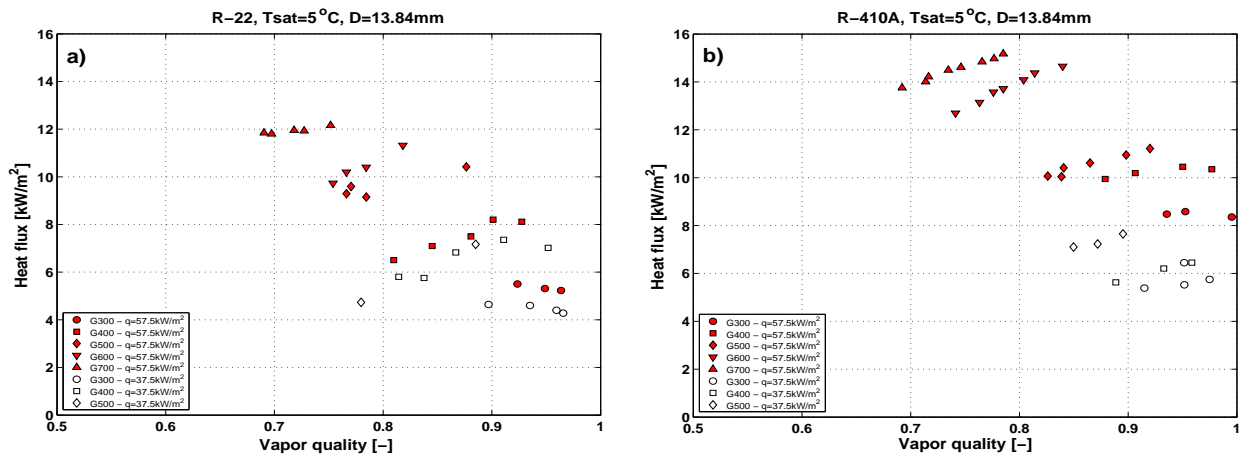 R−22, Tsat=5°C, D=13.84mm
a)
Heat flux [kW/m²]
16
14
12
10
8
6
4
2
0
G300 − q=57.5kW/m²
G400 − q=57.5kW/m²
G500 − q=57.5kW/m²
G600 − q=57.5kW/m²
G700 − q=57.5kW/m²
G300 − q=37.5kW/m²
G400 − q=37.5kW/m²
G500 − q=37.5kW/m²
0.5 0.6 0.7 0.8 0.9 1
Vapor quality [−]
R−410A, Tsat=5°C, D=13.84mm
b)
Heat flux [kW/m²]
16
14
12
10
8
6
4
2
0
G300 − q=57.5kW/m²
G400 − q=57.5kW/m²
G500 − q=57.5kW/m²
G600 − q=57.5kW/m²
G700 − q=57.5kW/m²
G300 − q=37.5kW/m²
G400 − q=37.5kW/m²
G500 − q=37.5kW/m²
0.5 0.6 0.7 0.8 0.9 1
Vapor quality [−]